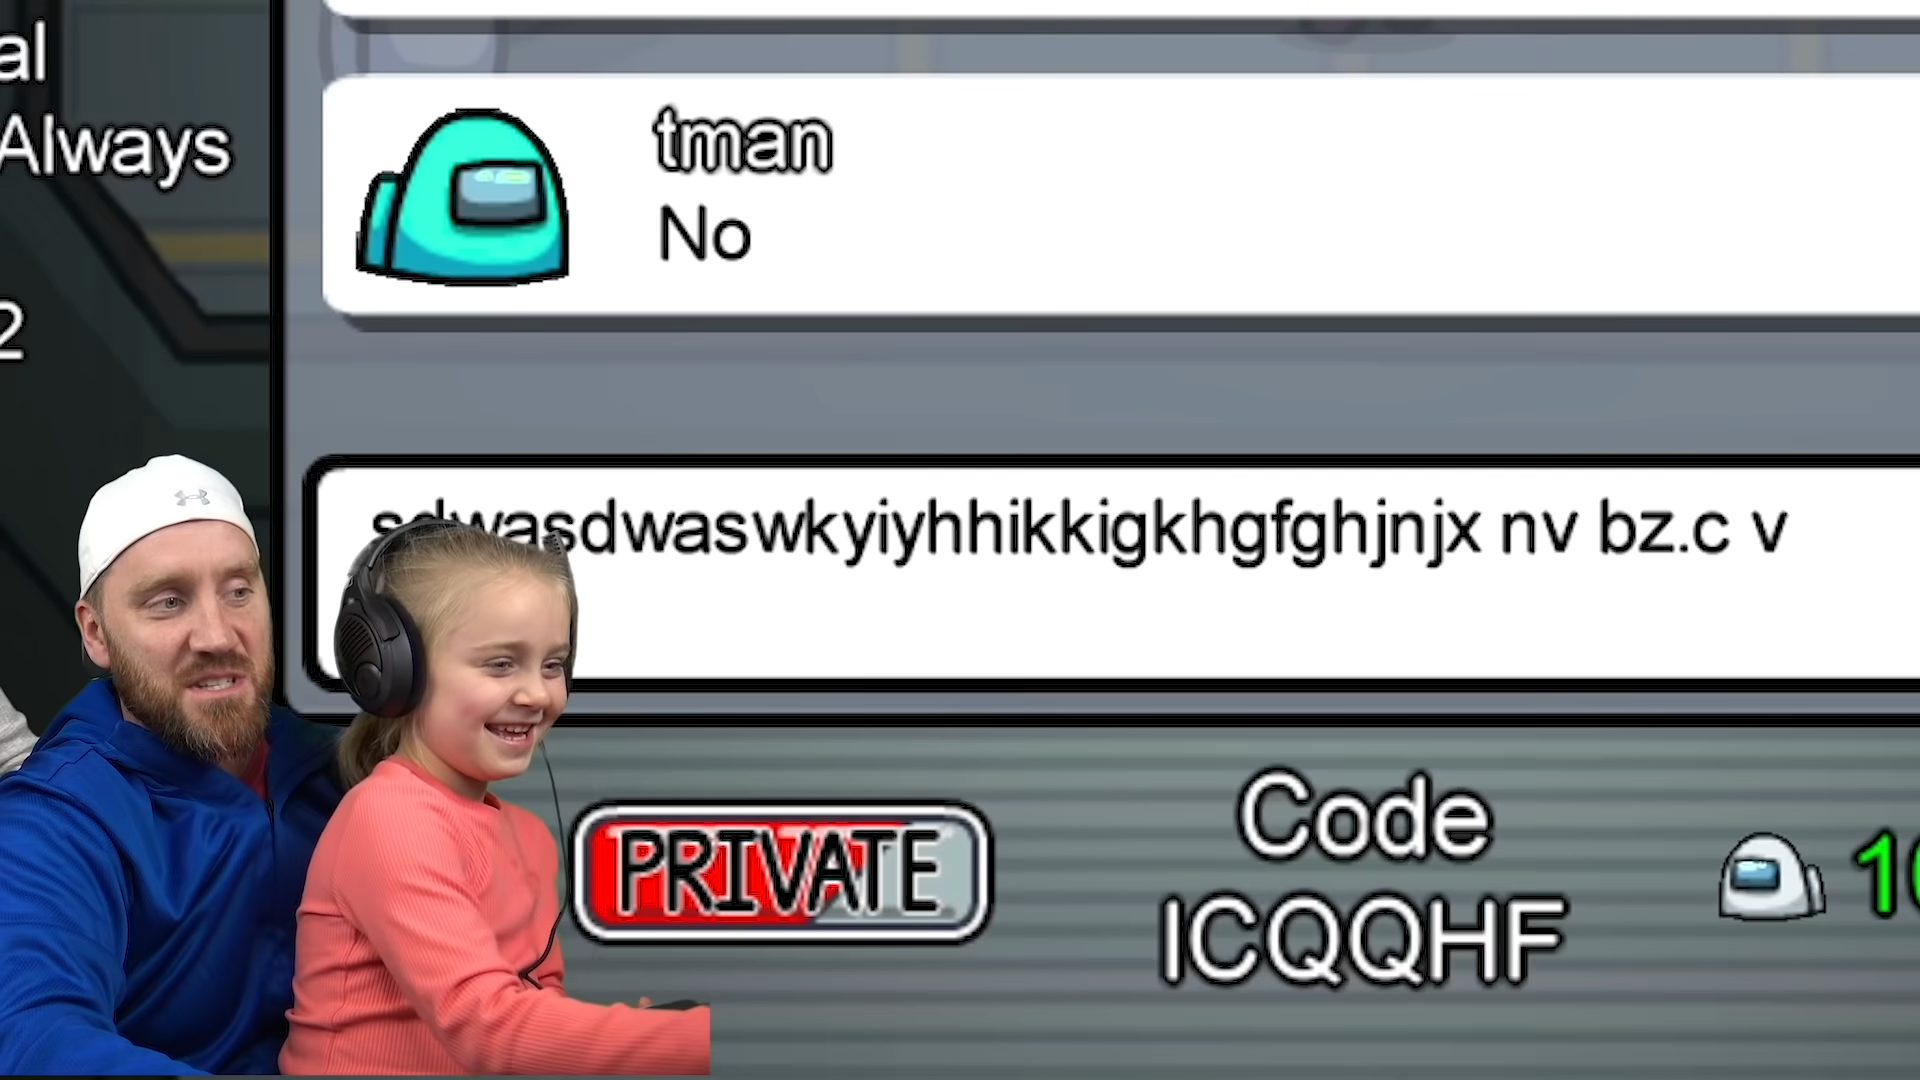 al
Always
2
tman
No
sdwasdwaswkyiyhhikkigkhgfghjnjx nv bz.c v
PRIVATE
Code
ICQQHF